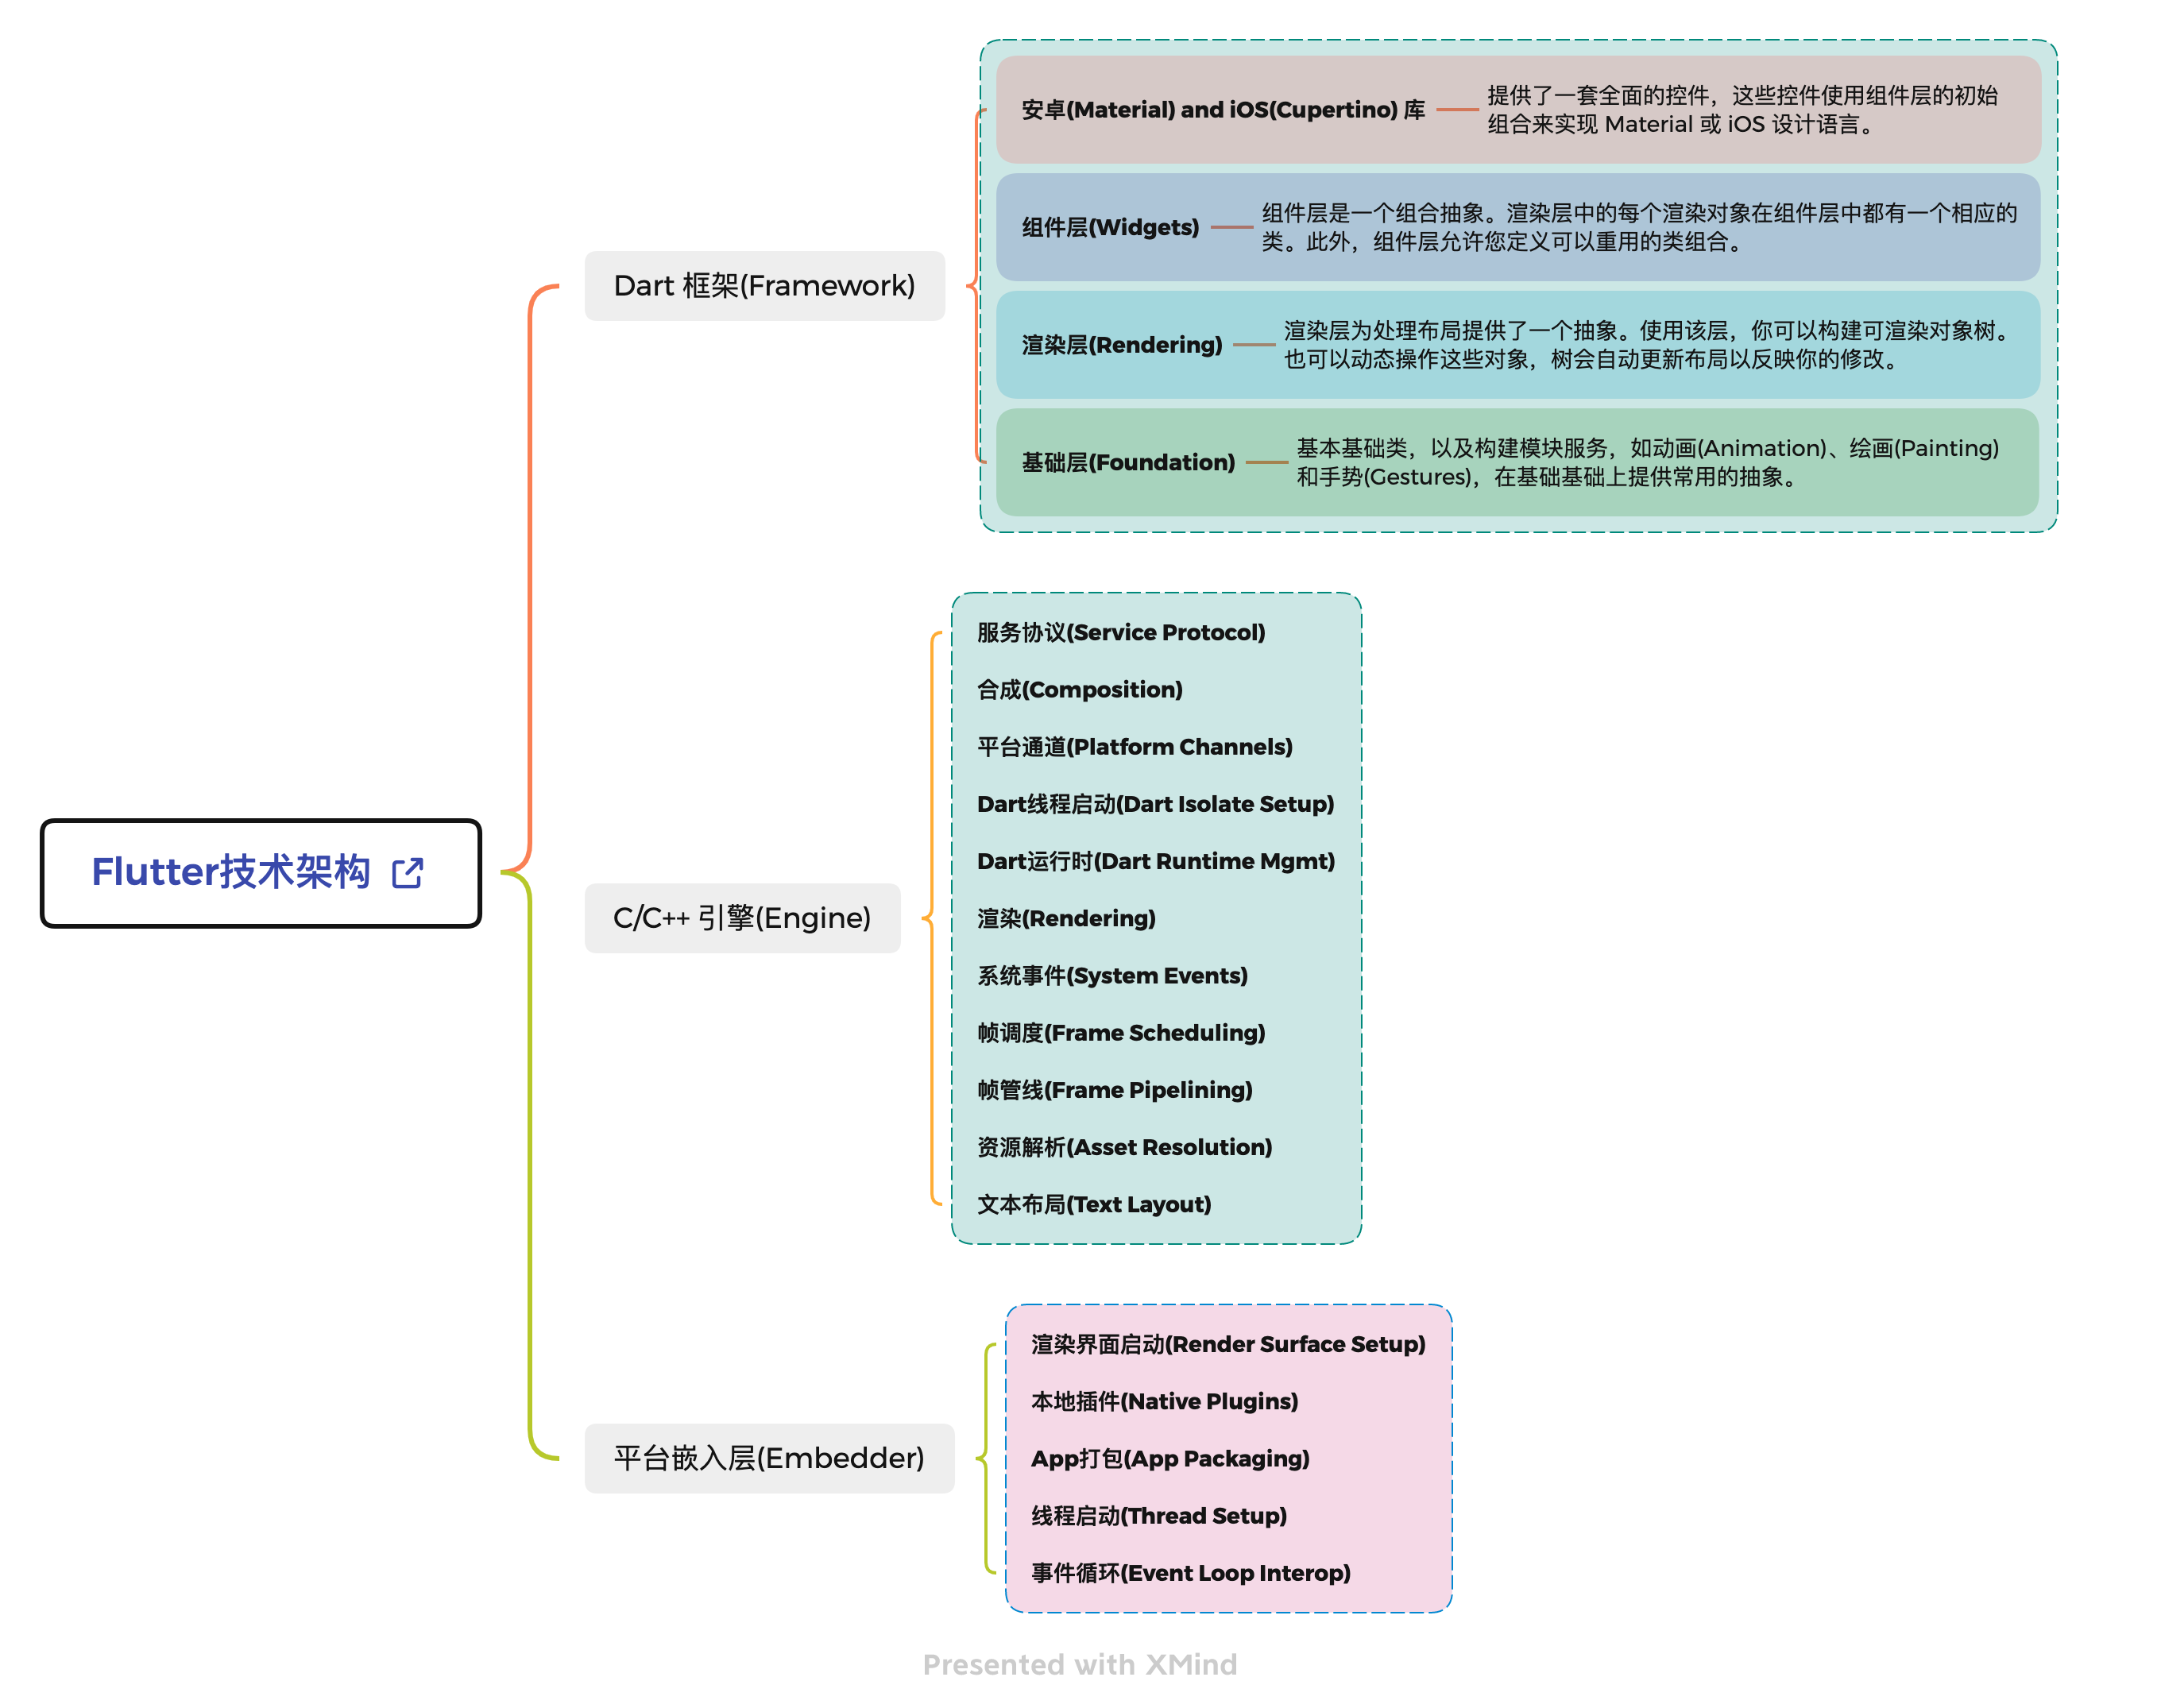 Flutter技术架构
Dart 框架(Framework)
安卓(Material) and iOS(Cupertino) 库
提供了一套全面的控件，这些控件使用组件层的初始
组合来实现 Material 或 iOS 设计语言。
组件层(Widgets)
组件层是一个组合抽象。渲染层中的每个渲染对象在组件层中都有一个相应的
类。此外，组件层允许您定义可以重用的类组合。
渲染层(Rendering)
渲染层为处理布局提供了一个抽象。使用该层，你可以构建可渲染对象树。
也可以动态操作这些对象，树会自动更新布局以反映你的修改。
基础层(Foundation)
基本基础类，以及构建模块服务，如动画(Animation)、绘画(Painting)
和手势(Gestures)，在基础基础上提供常用的抽象。
C/C++ 引擎(Engine)
服务协议(Service Protocol)
合成(Composition)
平台通道(Platform Channels)
Dart线程启动(Dart Isolate Setup)
Dart运行时(Dart Runtime Mgmt)
渲染(Rendering)
系统事件(System Events)
帧调度(Frame Scheduling)
帧管线(Frame Pipelining)
资源解析(Asset Resolution)
文本布局(Text Layout)
平台嵌入层(Embedder)
渲染界面启动(Render Surface Setup)
本地插件(Native Plugins)
App打包(App Packaging)
线程启动(Thread Setup)
事件循环(Event Loop Interop)
Presented with XMind